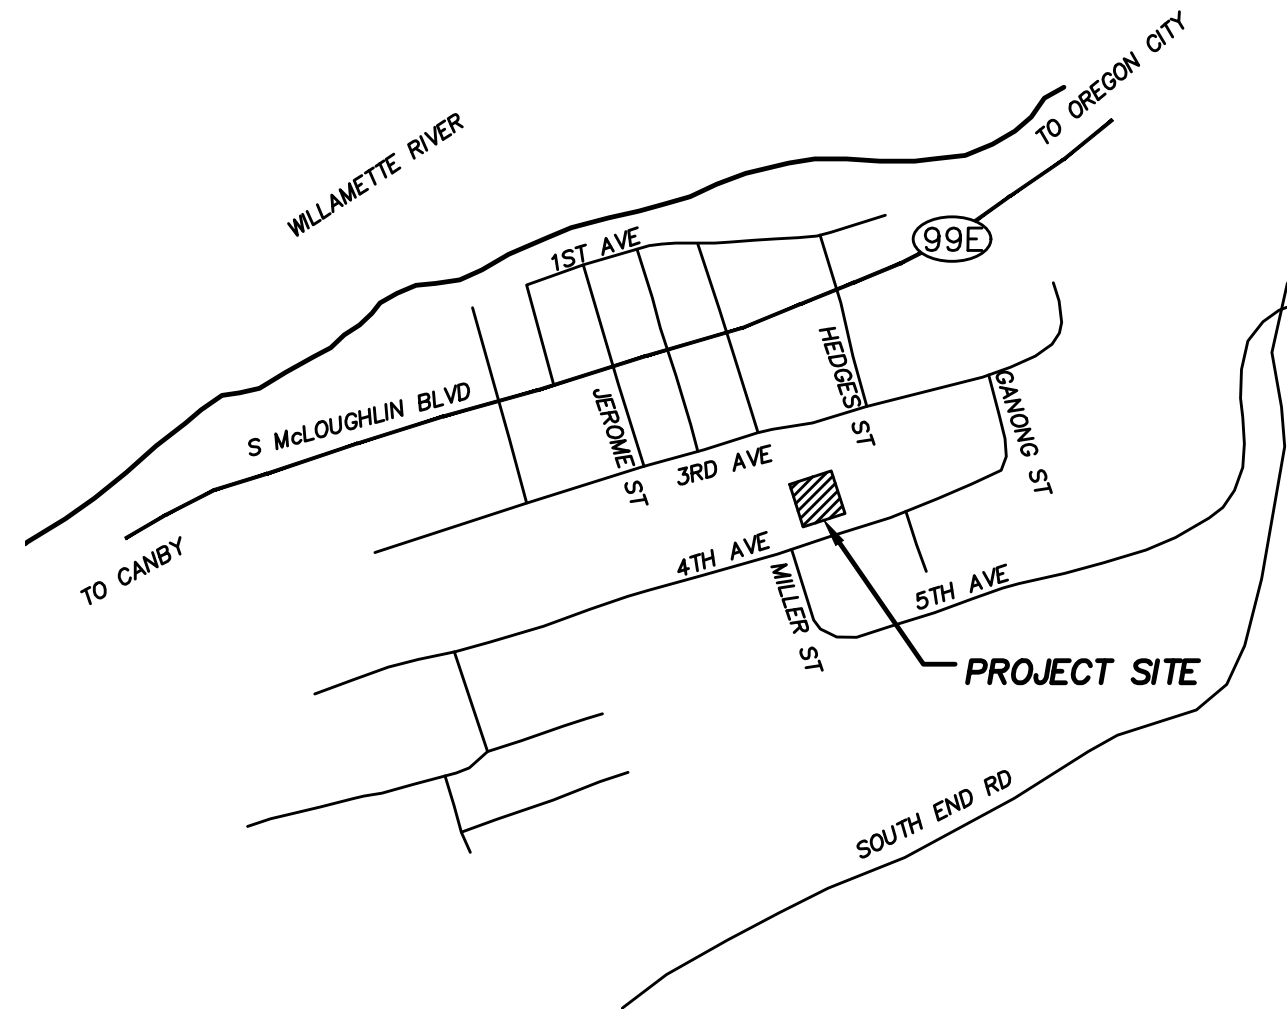 TO OREGON CITY
WILLAMETTE RIVER
99E
1ST AVE
HEDGES ST
S McLOUGHLIN BLVD
JEROME ST
GANONG ST
3RD AVE
TO CANBY
4TH AVE
MILLER ST
5TH AVE
PROJECT SITE
SOUTH END RD